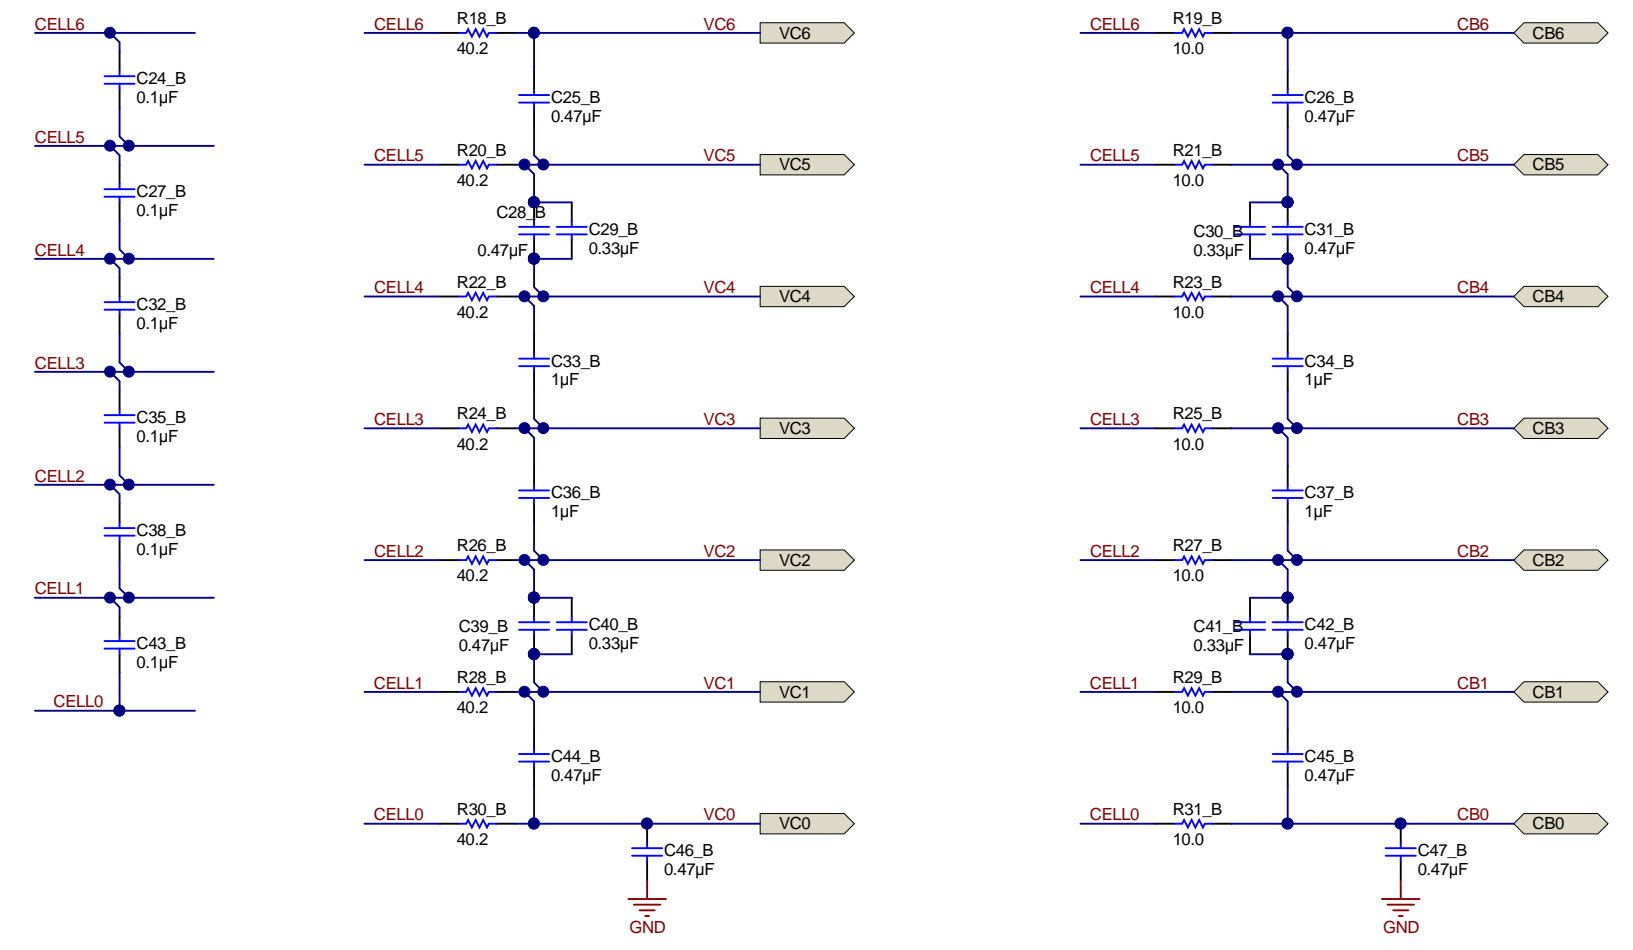 CELL6
C24_B
0.1µF
CELL5
C27_B
0.1µF
CELL4
C32_B
0.1µF
CELL3
C35_B
0.1µF
CELL2
C38_B
0.1µF
CELL1
C43_B
0.1µF
CELL0
CELL6
R18_B
40.2
VC6
VC6
C25_B
0.47µF
CELL5
R20_B
40.2
VC5
VC5
C28_B
0.47µF
C29_B
0.33µF
CELL4
R22_B
40.2
VC4
VC4
C33_B
1µF
CELL3
R24_B
40.2
VC3
VC3
C36_B
1µF
CELL2
R26_B
40.2
VC2
VC2
C39_B
0.47µF
C40_B
0.33µF
CELL1
R28_B
40.2
VC1
VC1
C44_B
0.47µF
CELL0
R30_B
40.2
VC0
VC0
C46_B
0.47µF
GND
CELL6
R19_B
10.0
CB6
CB6
C26_B
0.47µF
CELL5
R21_B
10.0
CB5
CB5
C30_B
0.33µF
C31_B
0.47µF
CELL4
R23_B
10.0
CB4
CB4
C34_B
1µF
CELL3
R25_B
10.0
CB3
CB3
C37_B
1µF
CELL2
R27_B
10.0
CB2
CB2
C41_B
0.33µF
C42_B
0.47µF
CELL1
R29_B
10.0
CB1
CB1
C45_B
0.47µF
CELL0
R31_B
10.0
CB0
CB0
C47_B
0.47µF
GND